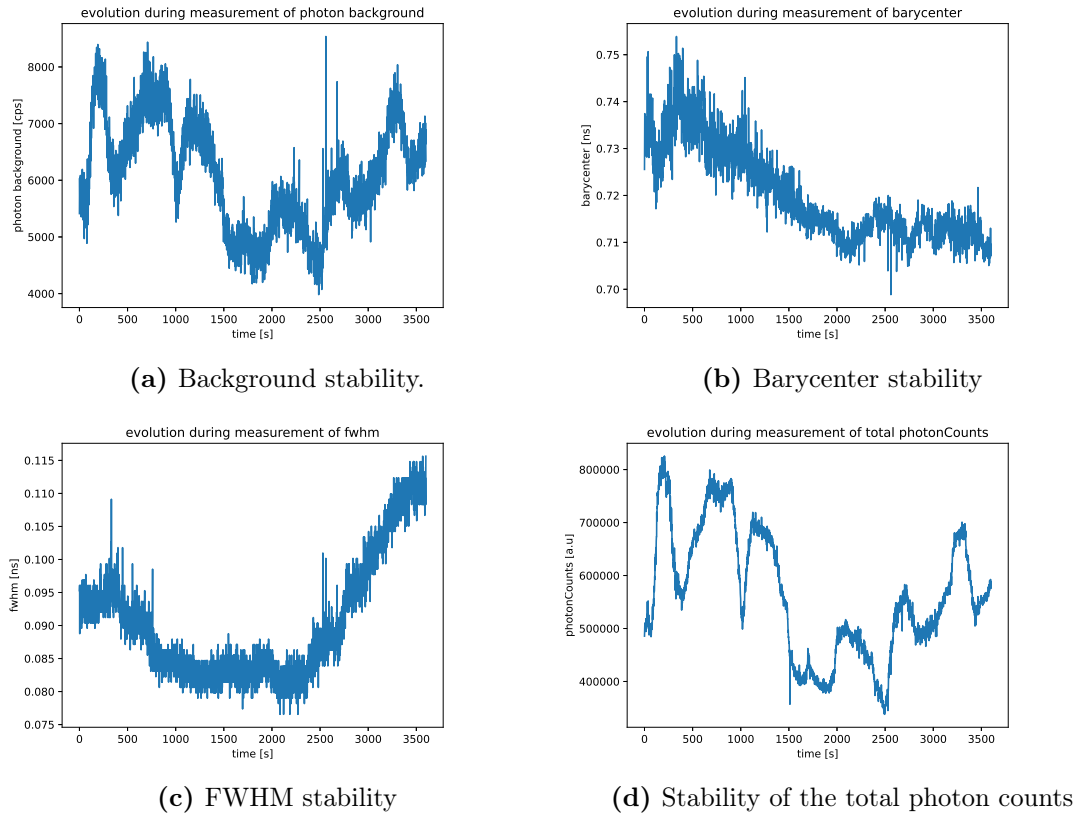 evolution during measurement of photon background
photon background [cps]
8000
7000
6000
5000
4000
0 500 1000 1500 2000 2500 3000 3500
time [s]
(a) Background stability.
evolution during measurement of barycenter
barycenter [ns]
0.75
0.74
0.73
0.72
0.71
0.70
0 500 1000 1500 2000 2500 3000 3500
time [s]
(b) Barycenter stability
evolution during measurement of fwhm
fwhm [ns]
0.115
0.110
0.105
0.100
0.095
0.090
0.085
0.080
0.075
0 500 1000 1500 2000 2500 3000 3500
time [s]
(c) FWHM stability
evolution during measurement of total photonCounts
photonCounts [a.u]
800000
700000
600000
500000
400000
0 500 1000 1500 2000 2500 3000 3500
time [s]
(d) Stability of the total photon counts